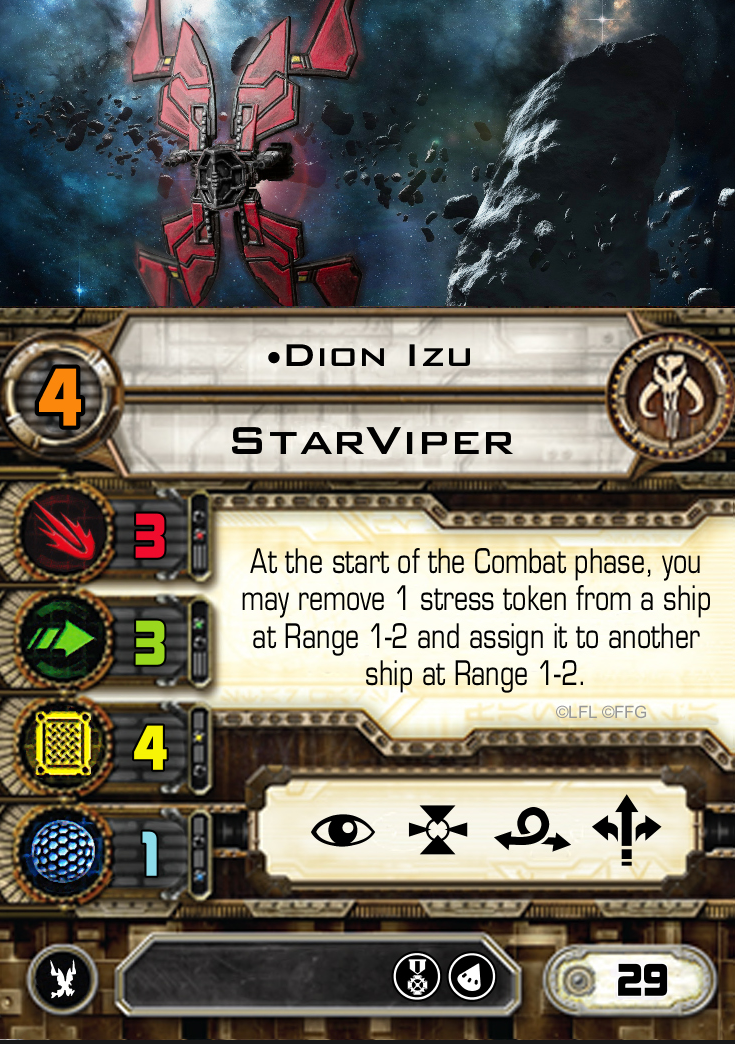 •Dion Izu
4
StarViper
3
At the start of the Combat phase, you
may remove 1 stress token from a ship
at Range 1-2 and assign it to another
ship at Range 1-2.
3
©LFL ©FFG
4
1
29